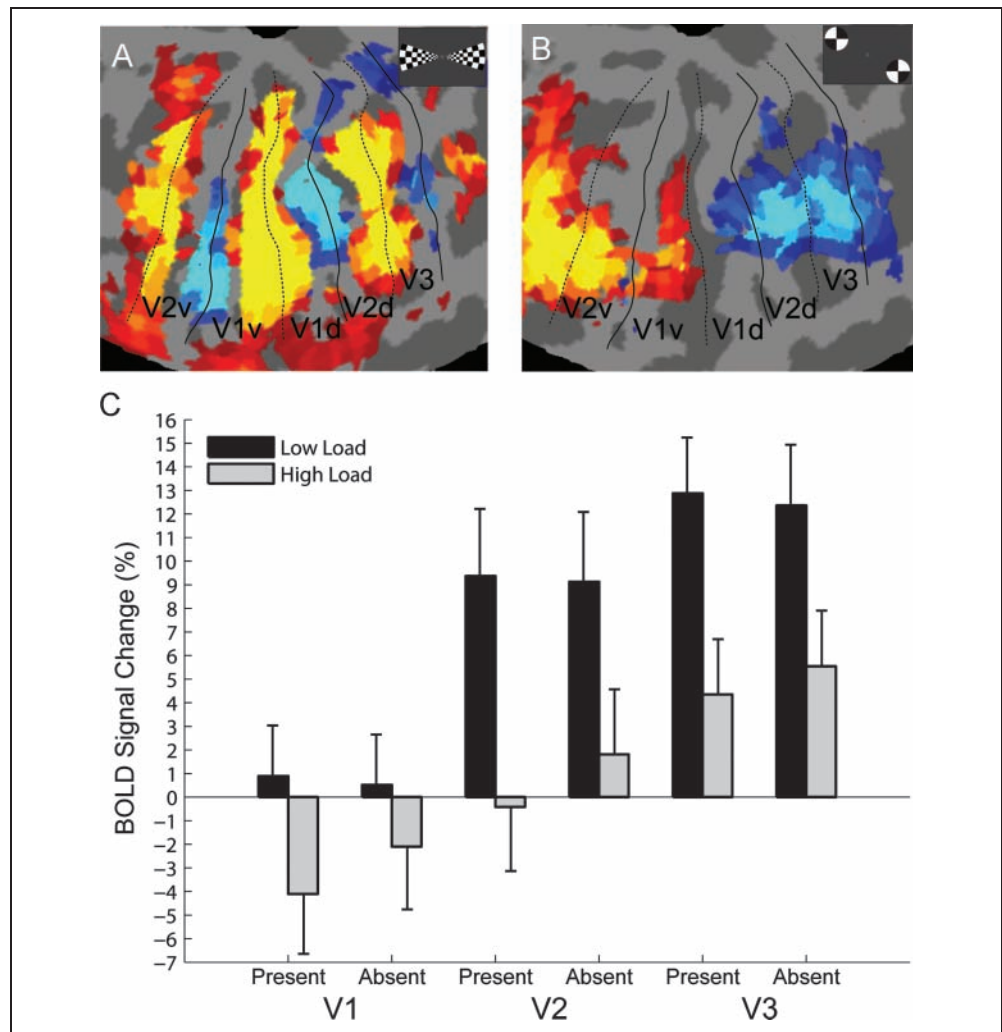 A
V2v
V1v
V1d
V2d
V3
B
V2v
V1v
V1d
V2d
V3
C
BOLD Signal Change (%)
16
15
14
13
12
11
10
9
8
7
6
5
4
3
2
1
0
−1
−2
−3
−4
−5
−6
−7
Low Load
High Load
Present Absent Present Absent Present Absent
V1 V2 V3